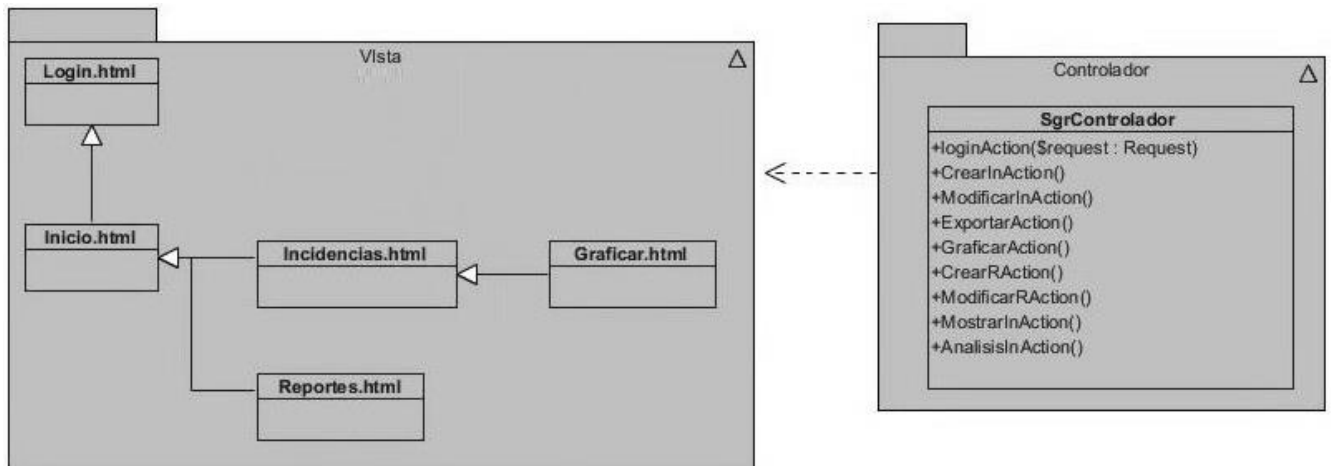 VIsta
Login.html
Inicio.html
Incidencias.html
Graficar.html
Reportes.html
Controlador
SgrControlador
+loginAction($request : Request)
+CrearInAction()
+ModificarInAction()
+ExportarAction()
+GraficarAction()
+CrearRAction()
+ModificarRAction()
+MostrarInAction()
+AnalisisInAction()